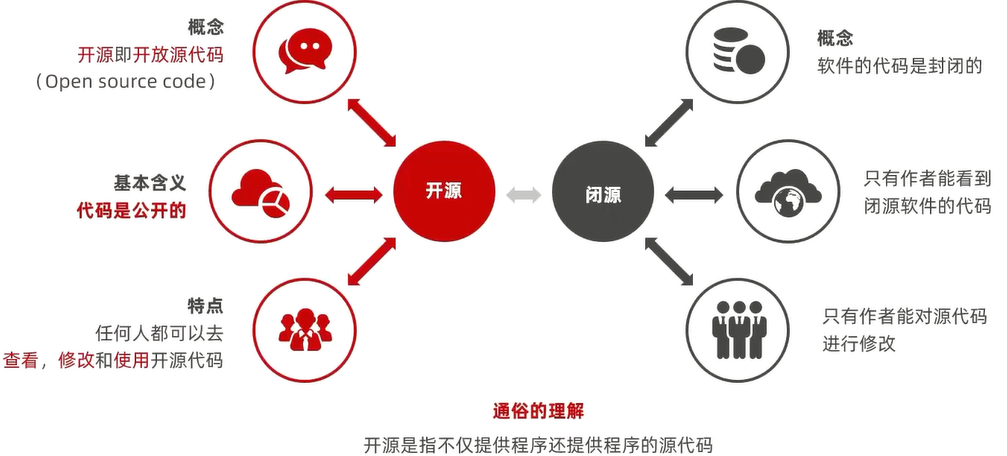 概念
开源即开放源代码
（Open source code）
基本含义
代码是公开的
特点
任何人都可以去
查看，修改和使用开源代码
开源
闭源
概念
软件的代码是封闭的
只有作者能看到
闭源软件的代码
只有作者能对源代码
进行修改
通俗的理解
开源是指不仅提供程序还提供程序的源代码